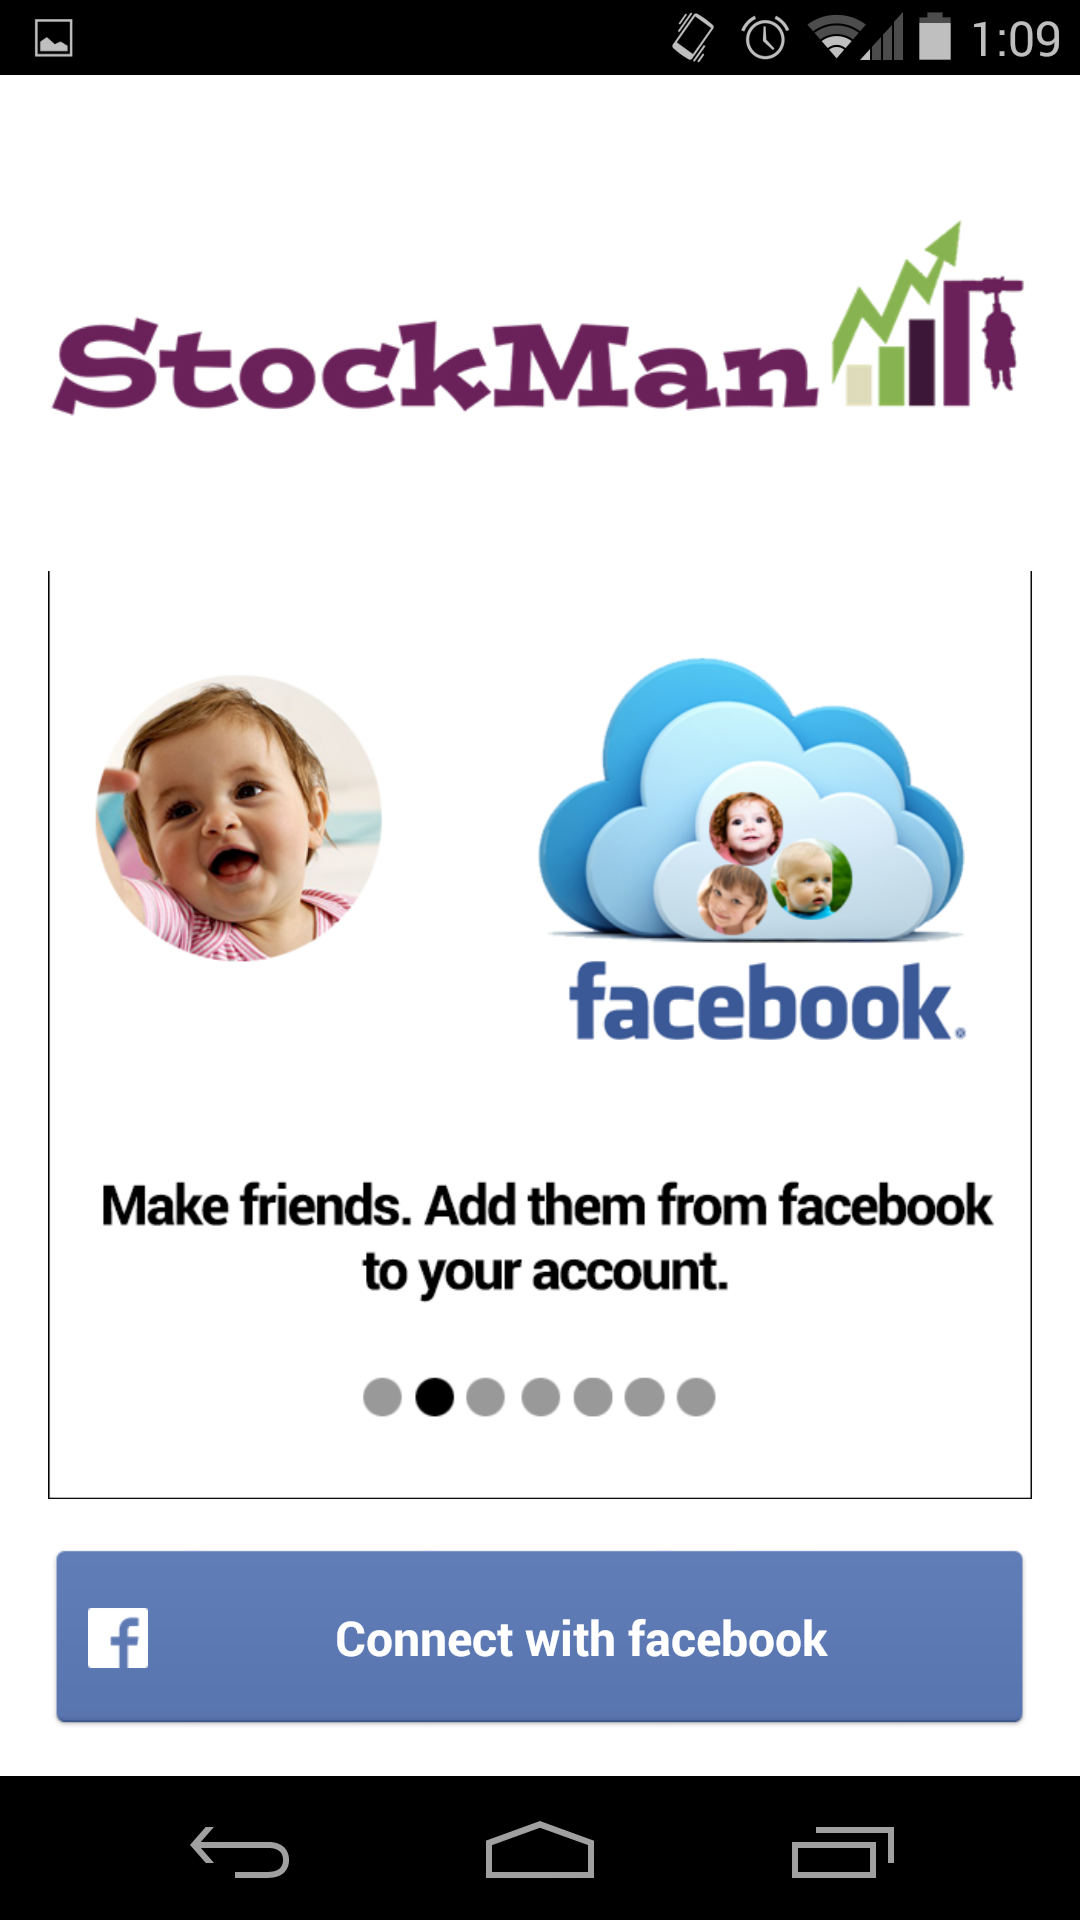 1:09
StockMan
facebook.
Make friends. Add them from facebook
to your account.
f
Connect with facebook